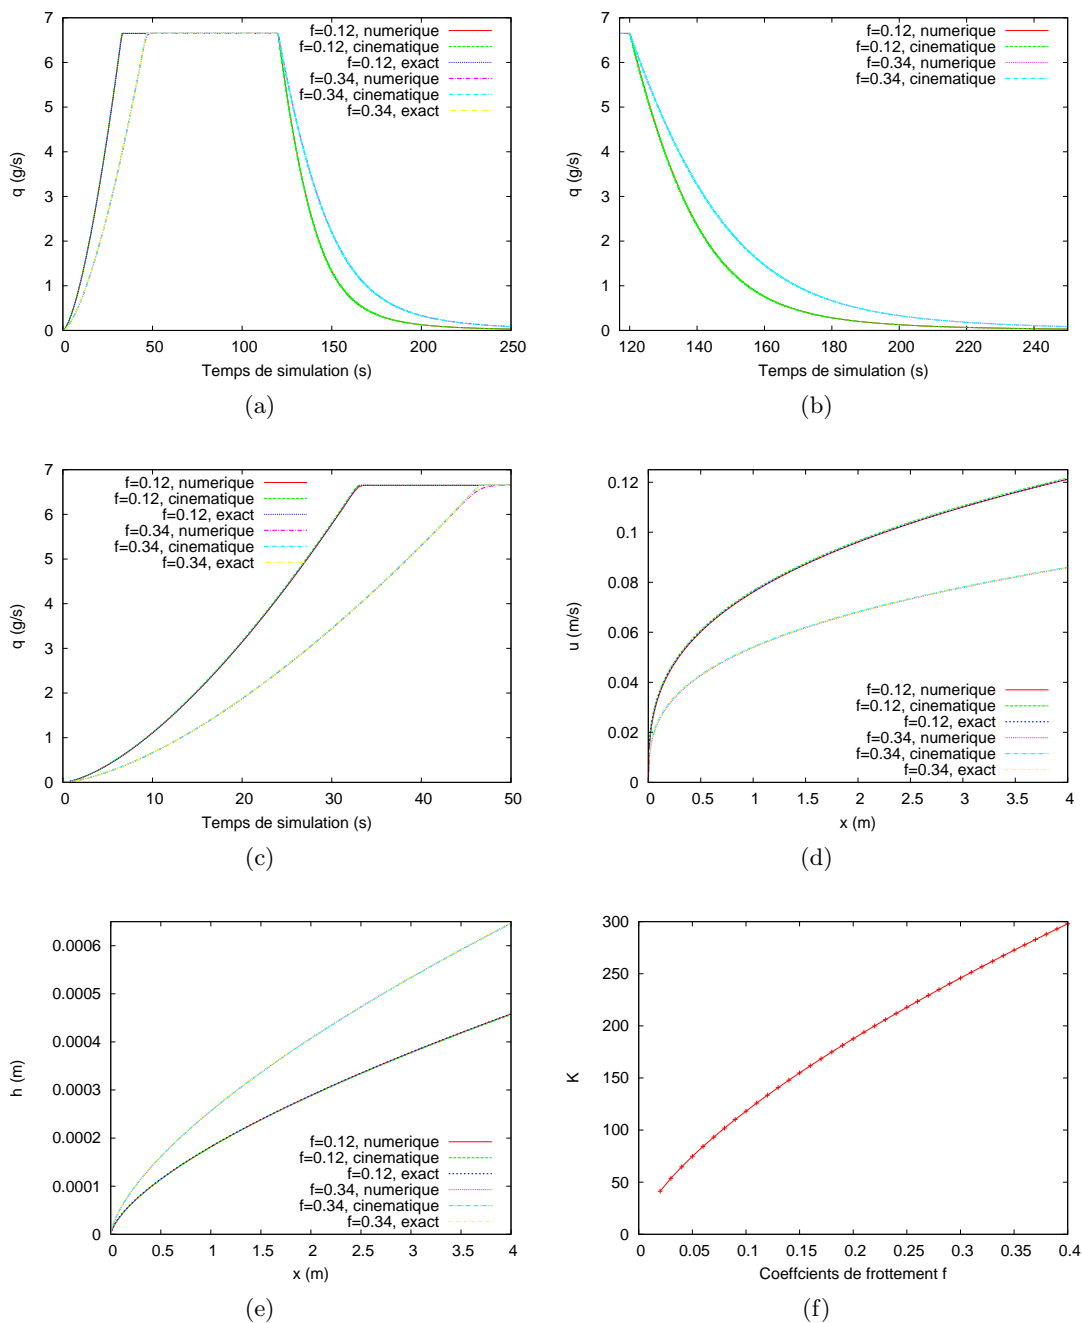 7
6
5
4
3
2
1
0
q (g/s)
f=0.12, numerique
f=0.12, cinematique
f=0.12, exact
f=0.34, numerique
f=0.34, cinematique
f=0.34, exact
0 50 100 150 200 250
Temps de simulation (s)
(a)
7
6
5
4
3
2
1
0
q (g/s)
f=0.12, numerique
f=0.12, cinematique
f=0.34, numerique
f=0.34, cinematique
120 140 160 180 200 220 240
Temps de simulation (s)
(b)
7
6
5
4
3
2
1
0
q (g/s)
f=0.12, numerique
f=0.12, cinematique
f=0.12, exact
f=0.34, numerique
f=0.34, cinematique
f=0.34, exact
0 10 20 30 40 50
Temps de simulation (s)
(c)
0.12
0.1
0.08
0.06
0.04
0.02
0
u (m/s)
f=0.12, numerique
f=0.12, cinematique
f=0.12, exact
f=0.34, numerique
f=0.34, cinematique
f=0.34, exact
0 0.5 1 1.5 2 2.5 3 3.5 4
x (m)
(d)
0.0006
0.0005
0.0004
0.0003
0.0002
0.0001
0
h (m)
f=0.12, numerique
f=0.12, cinematique
f=0.12, exact
f=0.34, numerique
f=0.34, cinematique
f=0.34, exact
0 0.5 1 1.5 2 2.5 3 3.5 4
x (m)
(e)
300
250
200
150
100
50
0
K
0 0.05 0.1 0.15 0.2 0.25 0.3 0.35 0.4
Coeffcients de frottement f
(f)